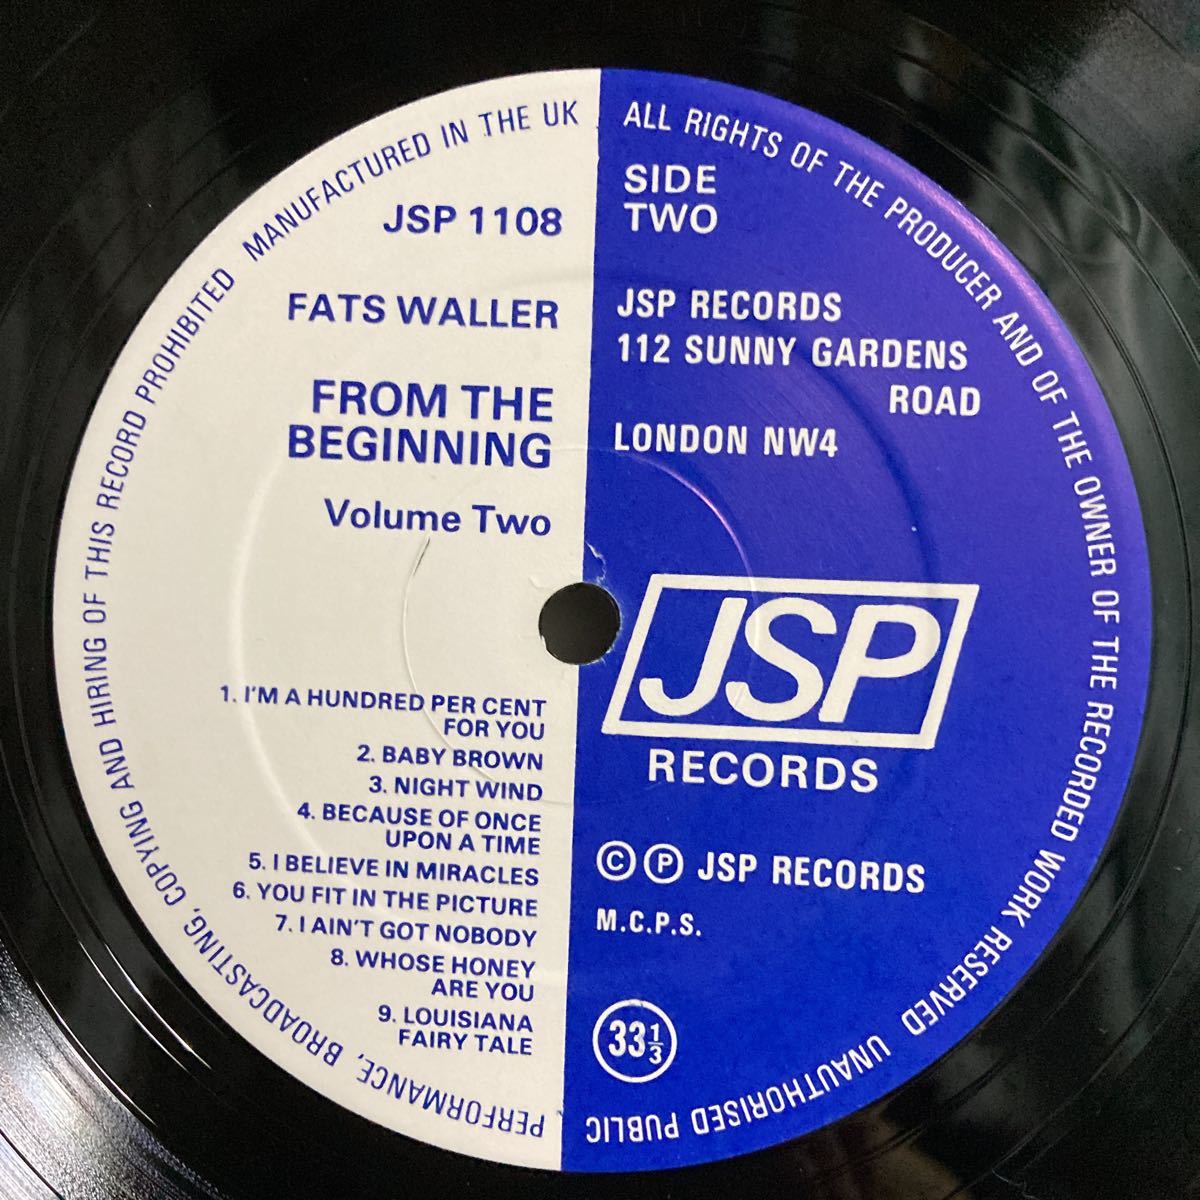 MANUFACTURED IN THE UK
ALL RIGHTS OF THE PRODUCER AND OF THE OWNER OF THE RECORDED WORK RESERVED UNAUTHORISED PUBLIC PERFORMANCE, BROADCASTING, COPYING AND HIRING OF THIS RECORD PROHIBITED
JSP 1108
FATS WALLER
FROM THE
BEGINNING
Volume Two
1. I'M A HUNDRED PER CENT
FOR YOU
2. BABY BROWN
3. NIGHT WIND
4. BECAUSE OF ONCE
UPON A TIME
5. I BELIEVE IN MIRACLES
6. YOU FIT IN THE PICTURE
7. I AIN'T GOT NOBODY
8. WHOSE HONEY
ARE YOU
9. LOUISIANA
FAIRY TALE
SIDE
TWO
JSP RECORDS
112 SUNNY GARDENS
ROAD
LONDON NW4
JSP
RECORDS
© ℗ JSP RECORDS
M.C.P.S.
33⅓